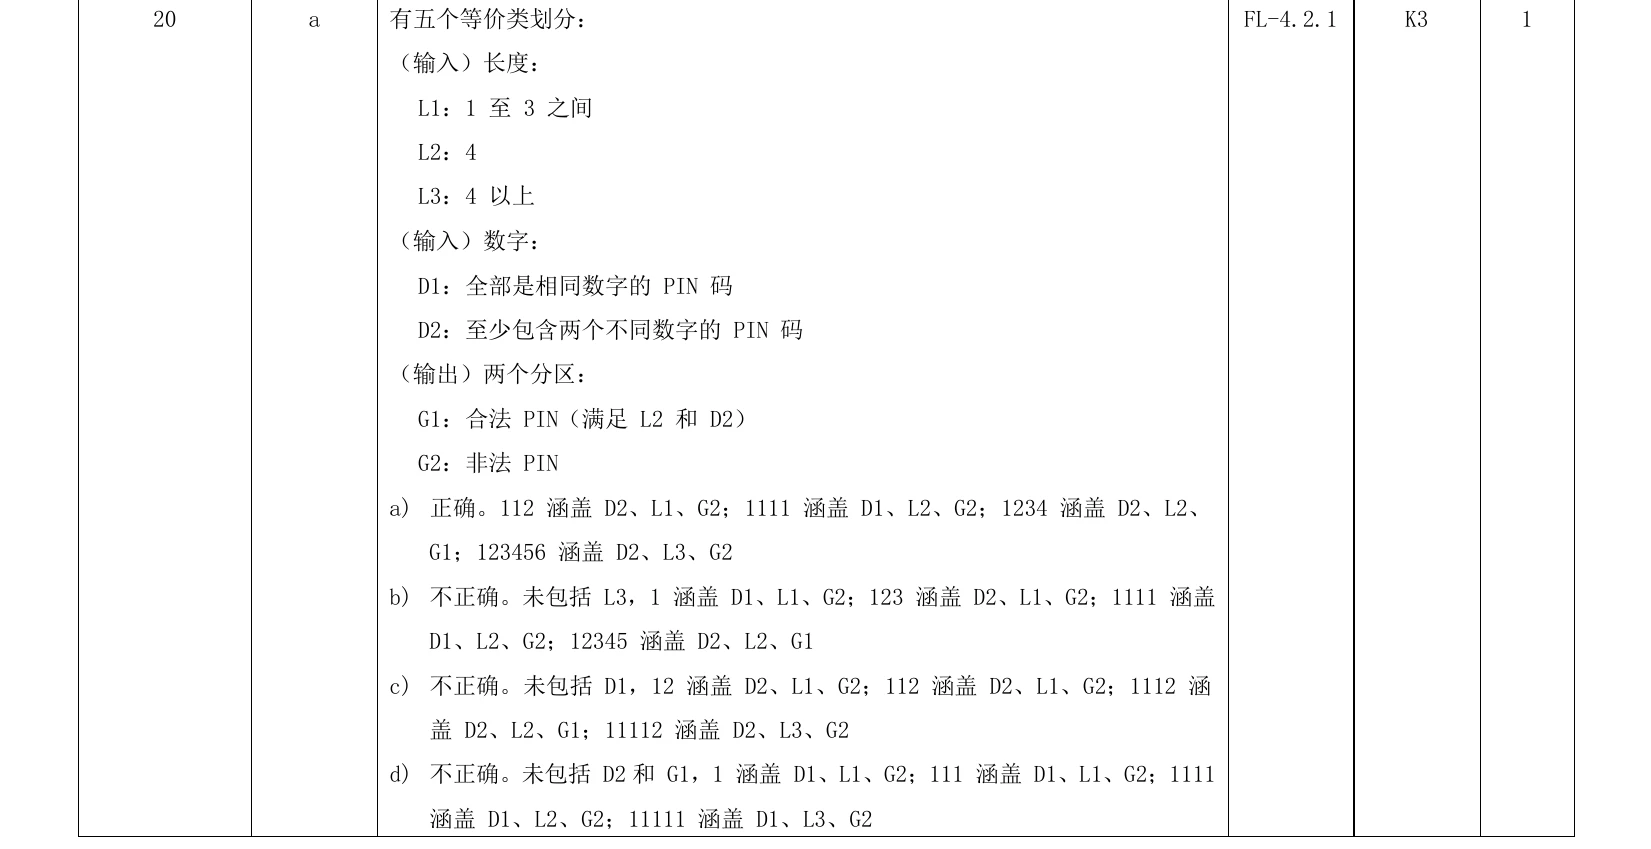 20 a 有五个等价类划分： FL-4.2.1 K3 1
（输入）长度：
L1：1 至 3 之间
L2：4
L3：4 以上
（输入）数字：
D1：全部是相同数字的 PIN 码
D2：至少包含两个不同数字的 PIN 码
（输出）两个分区：
G1：合法 PIN（满足 L2 和 D2）
G2：非法 PIN
a) 正确。112 涵盖 D2、L1、G2；1111 涵盖 D1、L2、G2；1234 涵盖 D2、L2、
G1；123456 涵盖 D2、L3、G2
b) 不正确。未包括 L3，1 涵盖 D1、L1、G2；123 涵盖 D2、L1、G2；1111 涵盖
D1、L2、G2；12345 涵盖 D2、L2、G1
c) 不正确。未包括 D1，12 涵盖 D2、L1、G2；112 涵盖 D2、L1、G2；1112 涵
盖 D2、L2、G1；11112 涵盖 D2、L3、G2
d) 不正确。未包括 D2 和 G1，1 涵盖 D1、L1、G2；111 涵盖 D1、L1、G2；1111
涵盖 D1、L2、G2；11111 涵盖 D1、L3、G2